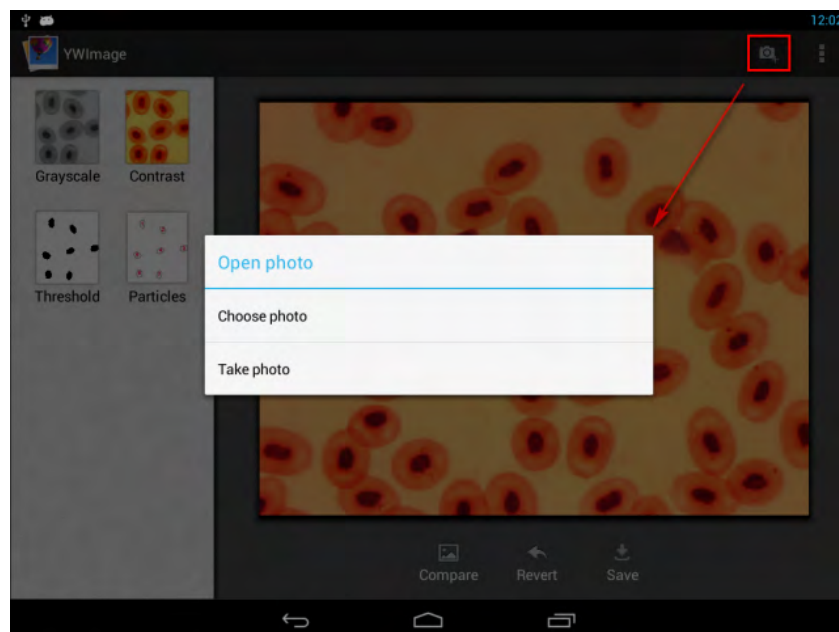 12:02
YWImage
Grayscale
Contrast
Threshold
Particles
Open photo
Choose photo
Take photo
Compare
Revert
Save